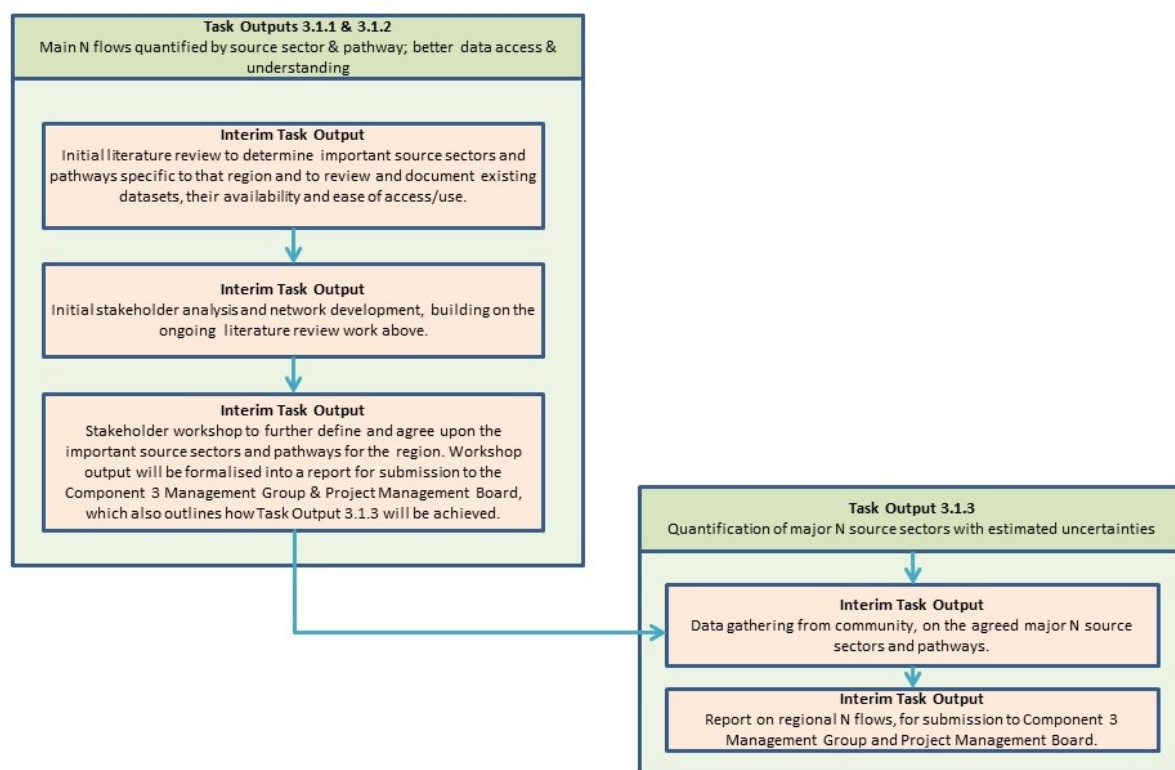 Task Outputs 3.1.1 & 3.1.2
Main N flows quantified by source sector & pathway; better data access &
understanding
Interim Task Output
Initial literature review to determine important source sectors and
pathways specific to that region and to review and document existing
datasets, their availability and ease of access/use.
Interim Task Output
Initial stakeholder analysis and network development, building on the
ongoing literature review work above.
Interim Task Output
Stakeholder workshop to further define and agree upon the
important source sectors and pathways for the region. Workshop
output will be formalised into a report for submission to the
Component 3 Management Group & Project Management Board,
which also outlines how Task Output 3.1.3 will be achieved.
Task Output 3.1.3
Quantification of major N source sectors with estimated uncertainties
Interim Task Output
Data gathering from community, on the agreed major N source
sectors and pathways.
Interim Task Output
Report on regional N flows, for submission to Component 3
Management Group and Project Management Board.